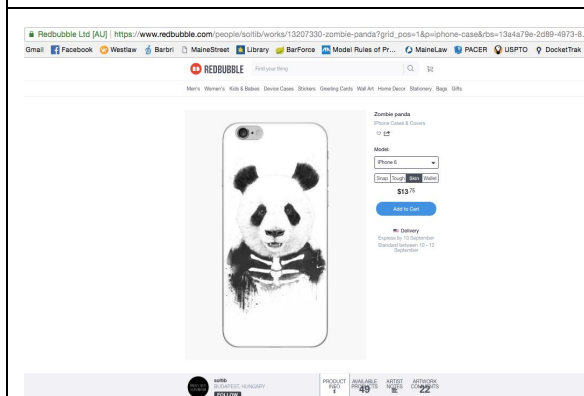 Redbubble Ltd [AU] | https://www.redbubble.com/people/soltib/works/13207330-zombie-panda?grid_pos=1&p=iphone-case&rbs=13a4a79e-2d89-4973-8
Gmail Facebook Westlaw Barbri MaineStreet Library BarForce Model Rules of Pr... MaineLaw PACER USPTO DocketTrak
REDBUBBLE Find your thing
Men's Women's Kids & Babies Device Cases Stickers Greeting Cards Wall Art Home Decor Stationery Bags Gifts
Zombie panda
iPhone Cases & Covers
Model:
iPhone 6
Snap Tough Skin Wallet
$13.75
Add to Cart
Delivery
Express by 13 September
Standard between 10 - 12
September
soltib
BUDAPEST, HUNGARY
FOLLOW
PRODUCT INFO
AVAILABLE PRODUCTS 49
ARTIST NOTES
ARTWORK COMMENTS 22